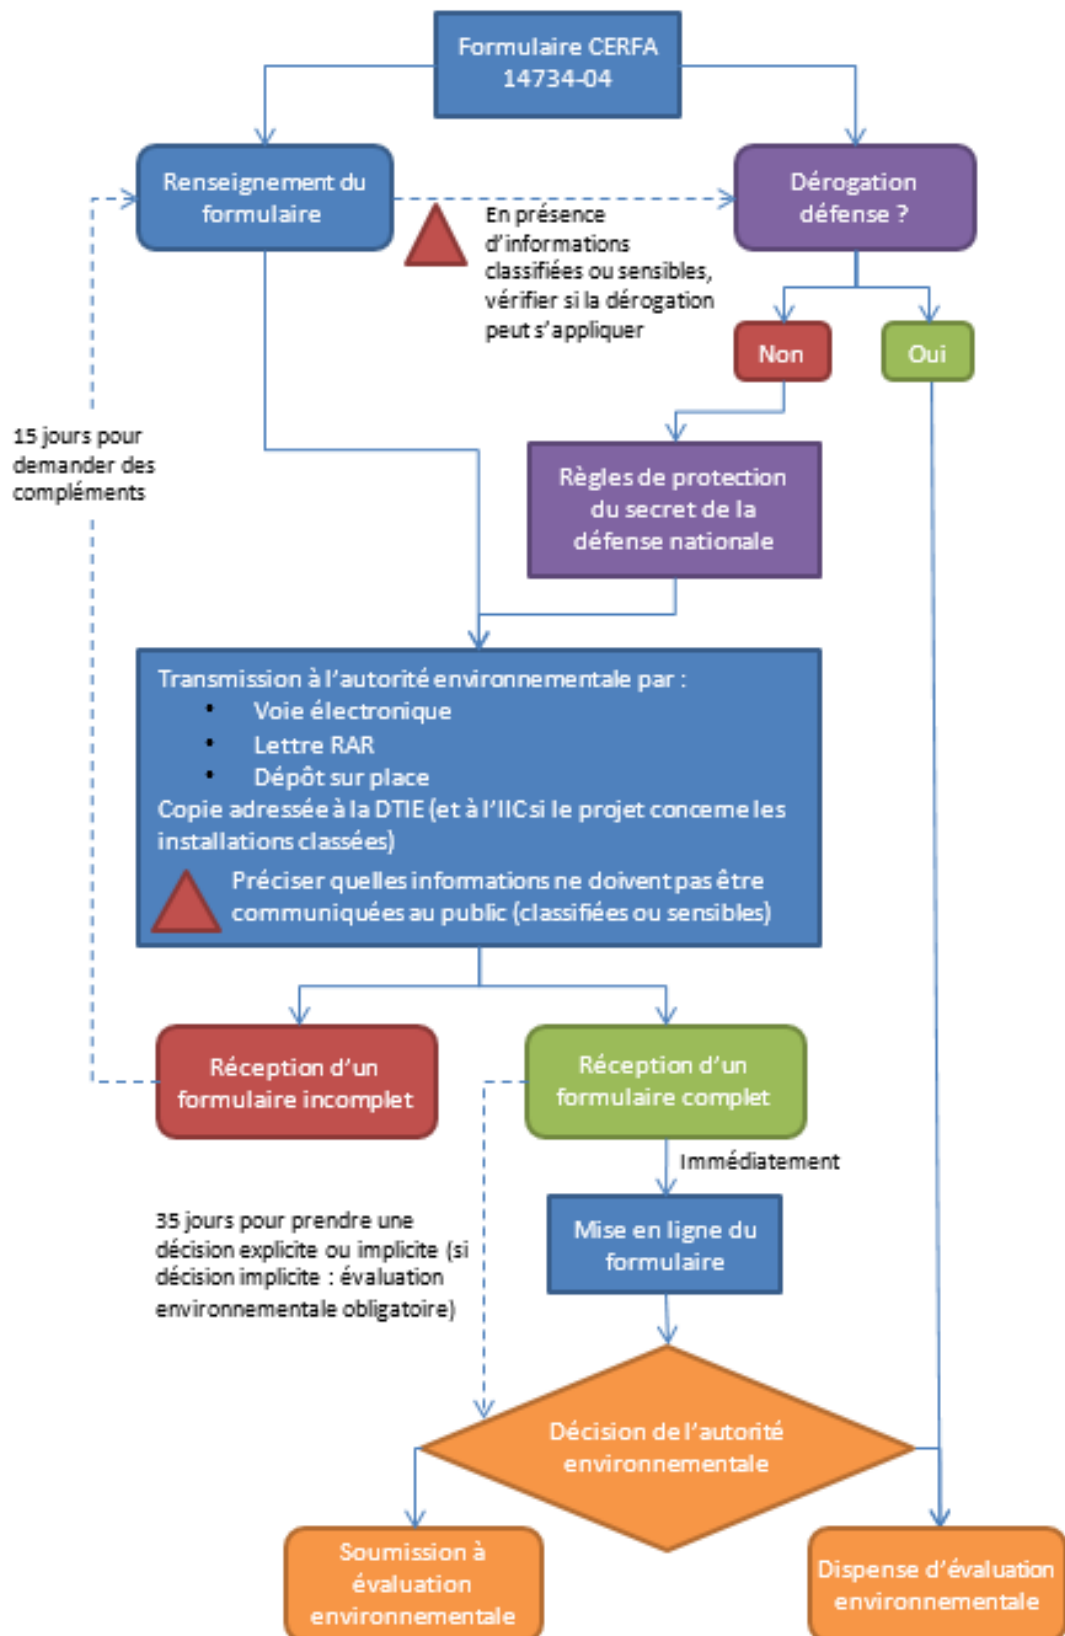 Formulaire CERFA
14734-04
Renseignement du
formulaire
Dérogation
défense ?
En présence
d'informations
classifiées ou sensibles,
vérifier si la dérogation
peut s'appliquer
Non
Oui
15 jours pour
demander des
compléments
Règles de protection
du secret de la
défense nationale
Transmission à l'autorité environnementale par :
• Voie électronique
• Lettre RAR
• Dépôt sur place
Copie adressée à la DTIE (et à l'IIC si le projet concerne les
installations classées)
Préciser quelles informations ne doivent pas être
communiquées au public (classifiées ou sensibles)
Réception d'un
formulaire incomplet
Réception d'un
formulaire complet
Immédiatement
35 jours pour prendre une
décision explicite ou implicite (si
décision implicite : évaluation
environnementale obligatoire)
Mise en ligne du
formulaire
Décision de l'autorité
environnementale
Soumission à
évaluation
environnementale
Dispense d'évaluation
environnementale